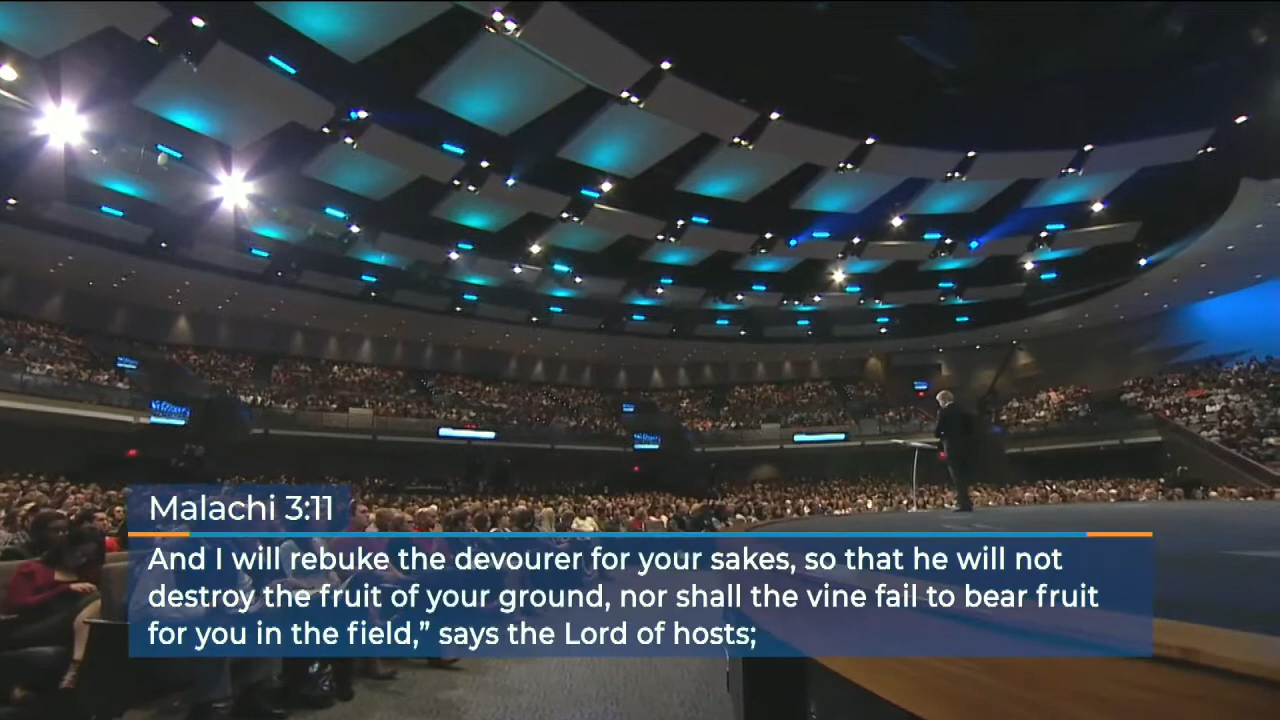 Malachi 3:11
And I will rebuke the devourer for your sakes, so that he will not
destroy the fruit of your ground, nor shall the vine fail to bear fruit
for you in the field,” says the Lord of hosts;